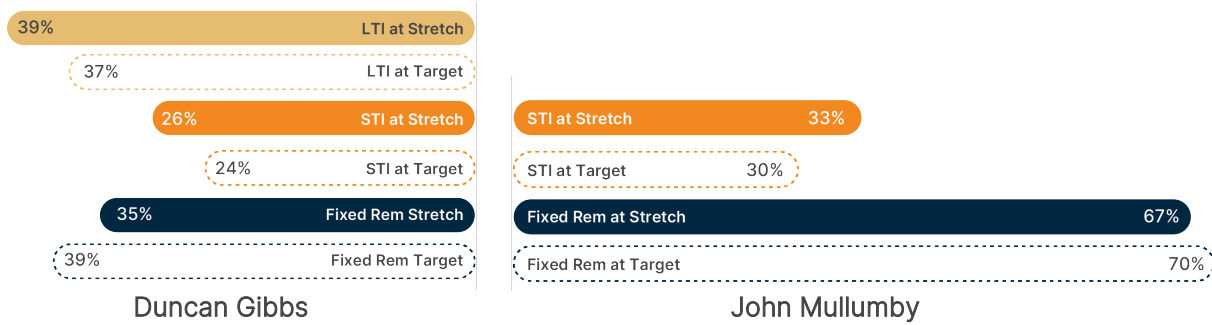 39% LTI at Stretch
37% LTI at Target
26% STI at Stretch
24% STI at Target
35% Fixed Rem Stretch
39% Fixed Rem Target
Duncan Gibbs
STI at Stretch 33%
STI at Target 30%
Fixed Rem at Stretch 67%
Fixed Rem at Target 70%
John Mullumby